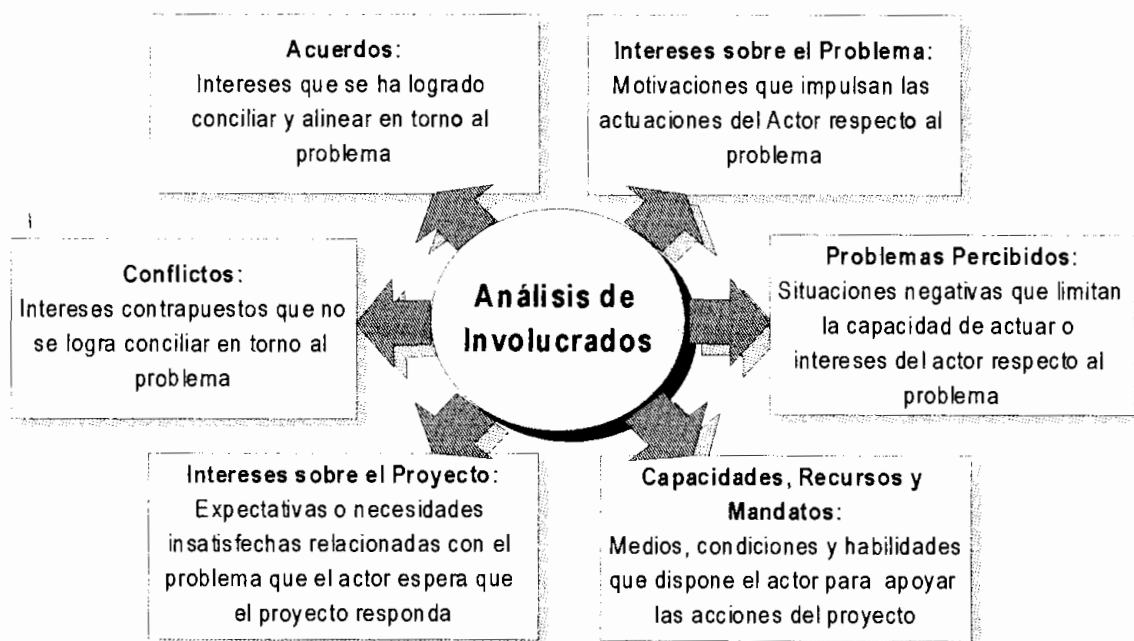 Acuerdos:
Intereses que se ha logrado
conciliar y alinear en torno al
problema
Intereses sobre el Problema:
Motivaciones que impulsan las
actuaciones del Actor respecto al
problema
Conflictos:
Intereses contrapuestos que no
se logra conciliar en torno al
problema
Análisis de
Involucrados
Problemas Percibidos:
Situaciones negativas que limitan
la capacidad de actuar o
intereses del actor respecto al
problema
Intereses sobre el Proyecto:
Expectativas o necesidades
insatisfechas relacionadas con el
problema que el actor espera que
el proyecto responda
Capacidades, Recursos y
Mandatos:
Medios, condiciones y habilidades
que dispone el actor para apoyar
las acciones del proyecto